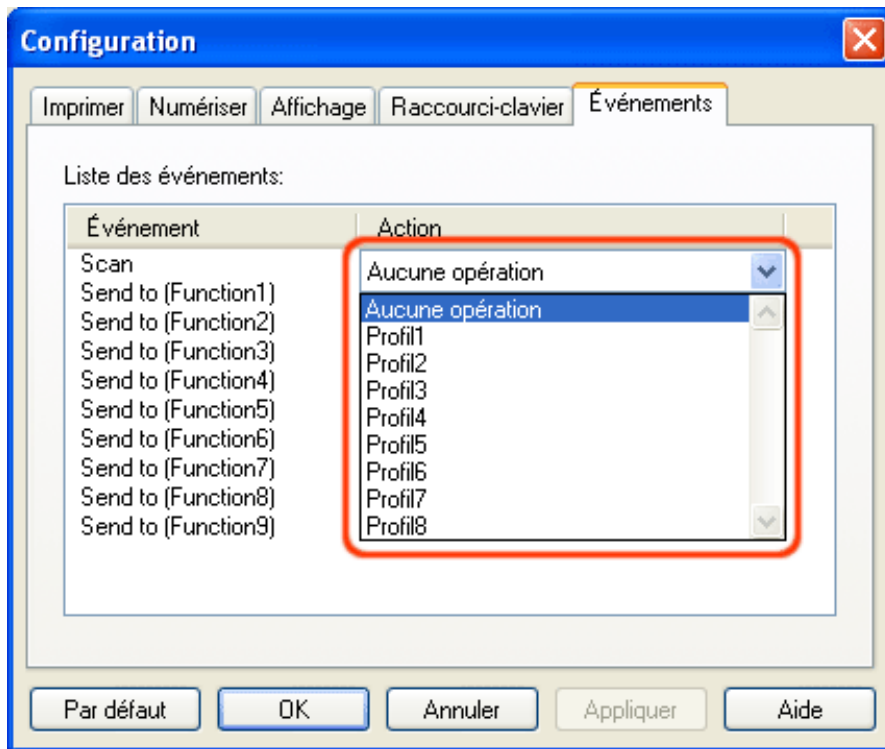 Configuration
Imprimer Numériser Affichage Raccourci-clavier Événements
Liste des événements:
Événement Action
Scan Aucune opération
Send to (Function1) Aucune opération
Send to (Function2) Profil1
Send to (Function3) Profil2
Send to (Function4) Profil3
Send to (Function5) Profil4
Send to (Function6) Profil5
Send to (Function7) Profil6
Send to (Function8) Profil7
Send to (Function9) Profil8
Par défaut OK Annuler Appliquer Aide